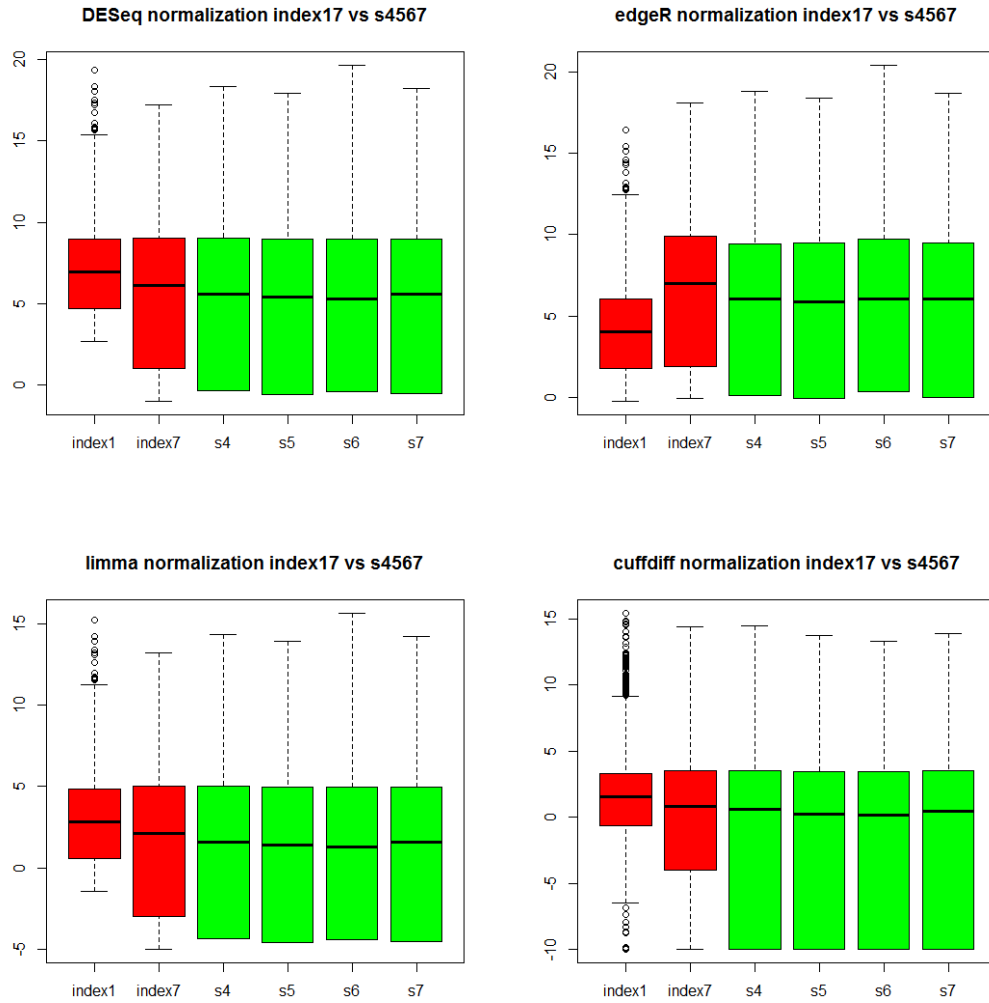 DESeq normalization index17 vs s4567
20
15
10
5
0
index1 index7 s4 s5 s6 s7
edgeR normalization index17 vs s4567
20
15
10
5
0
index1 index7 s4 s5 s6 s7
limma normalization index17 vs s4567
15
10
5
0
-5
index1 index7 s4 s5 s6 s7
cuffdiff normalization index17 vs s4567
15
10
5
0
-5
-10
index1 index7 s4 s5 s6 s7